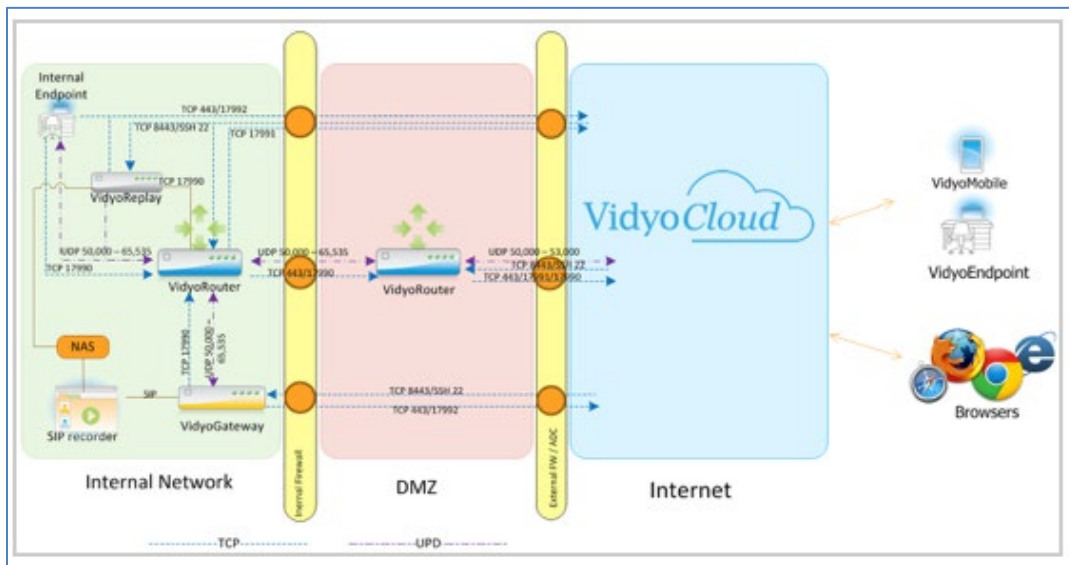 Internal
Endpoint
TCP 443/17992
TCP 8443/SSH 22
TCP 17991
TCP 17990
VidyoReplay
UDP 50,000 – 65,535
TCP 17990
VidyoRouter
UDP 50,000 – 65,535
TCP 443/17990
VidyoRouter
UDP 50,000 – 53,000
TCP 8443/SSH 22
TCP 443/17991/17990
VidyoCloud
VidyoMobile
VidyoEndpoint
TCP 17990
UDP 50,000 –
65,535
NAS
SIP
SIP recorder
VidyoGateway
TCP 8443/SSH 22
TCP 443/17992
Browsers
Internal Network
Inernal Firewall
DMZ
External FW / ADC
Internet
TCP
UPD